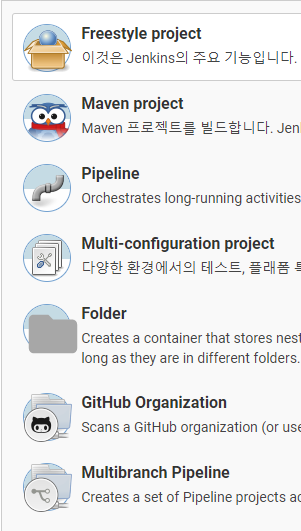 Freestyle project
이것은 Jenkins의 주요 기능입니다.
Maven project
Maven 프로젝트를 빌드합니다. Jen
Pipeline
Orchestrates long-running activities
Multi-configuration project
다양한 환경에서의 테스트, 플래폼 특
Folder
Creates a container that stores nest
long as they are in different folders.
GitHub Organization
Scans a GitHub organization (or use
Multibranch Pipeline
Creates a set of Pipeline projects ac